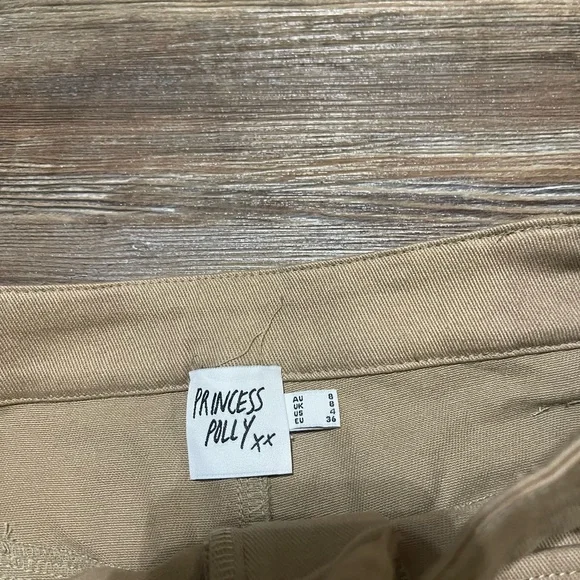 PRINCESS
POLLY xx
AU 8
UK 8
US 4
EU 36